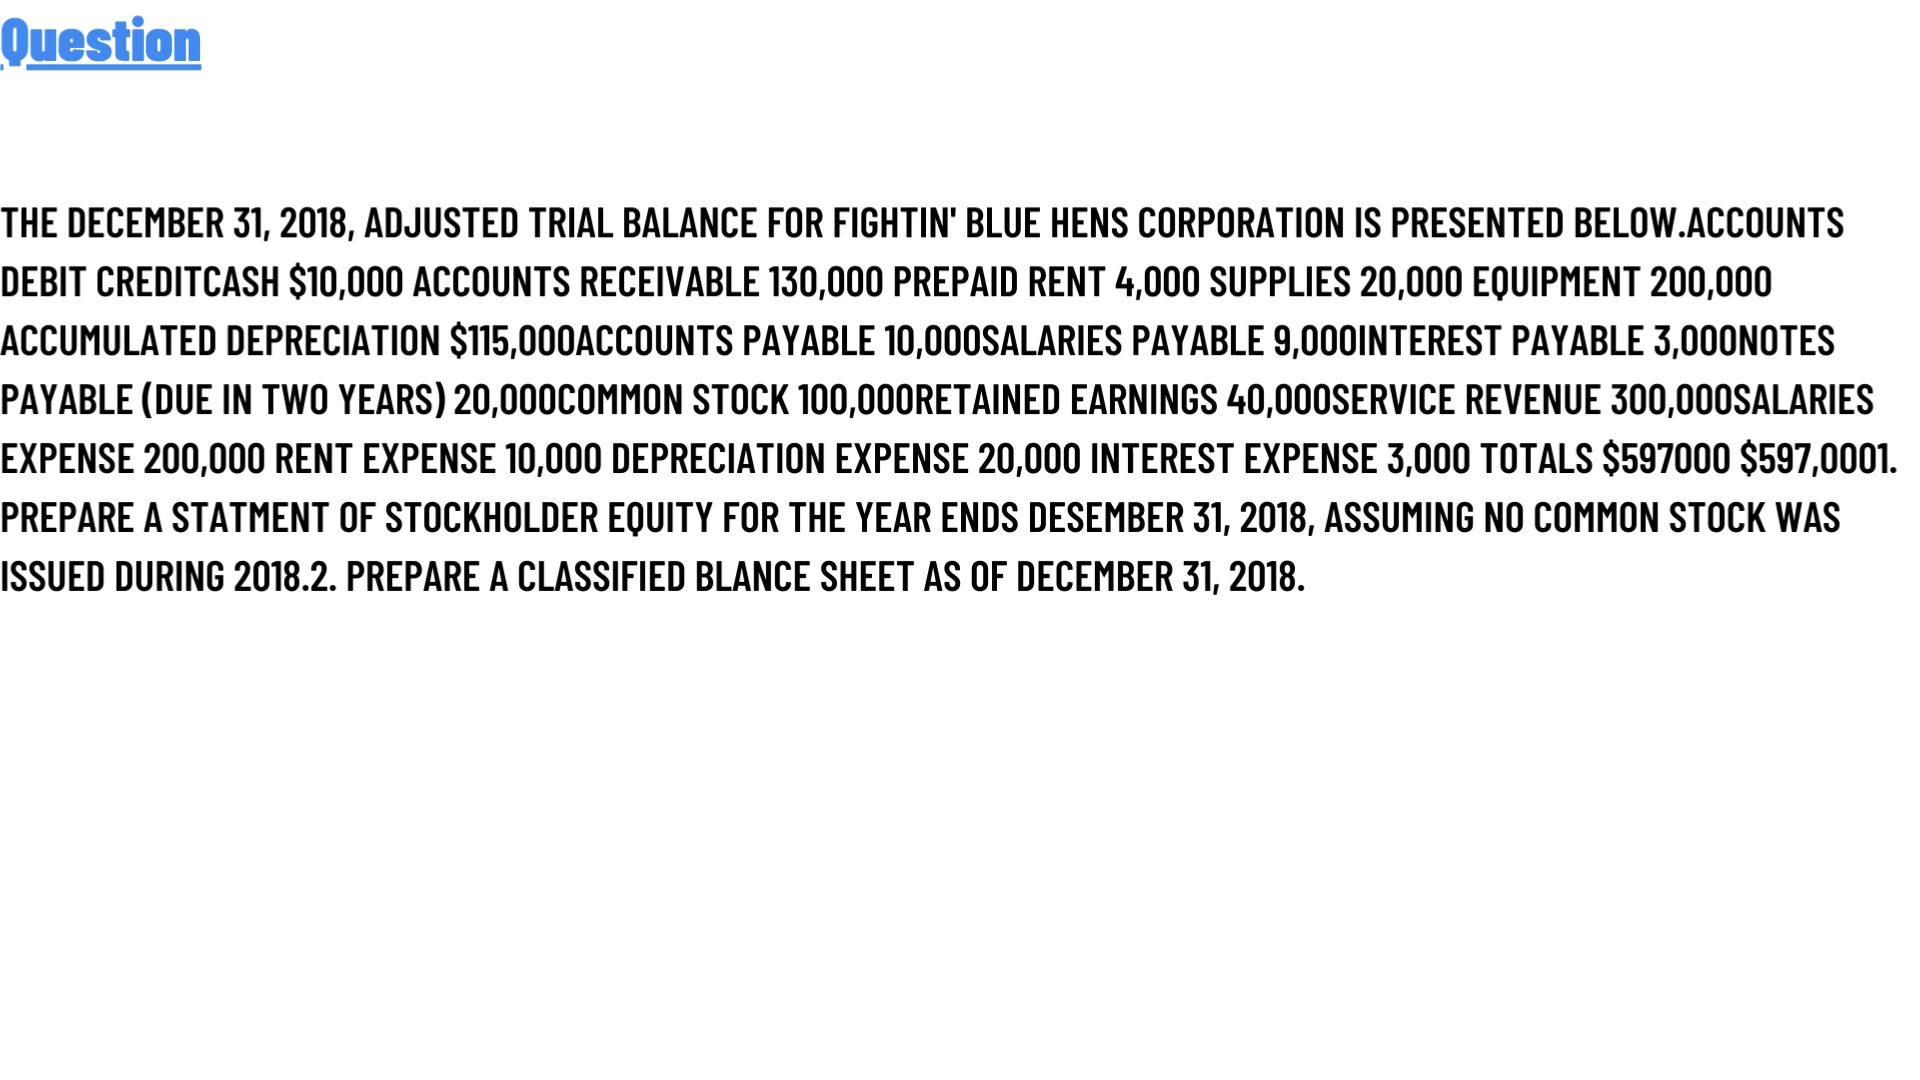 Question
THE DECEMBER 31, 2018, ADJUSTED TRIAL BALANCE FOR FIGHTIN' BLUE HENS CORPORATION IS PRESENTED BELOW.ACCOUNTS
DEBIT CREDITCASH $10,000 ACCOUNTS RECEIVABLE 130,000 PREPAID RENT 4,000 SUPPLIES 20,000 EQUIPMENT 200,000
ACCUMULATED DEPRECIATION $115,000ACCOUNTS PAYABLE 10,000SALARIES PAYABLE 9,000INTEREST PAYABLE 3,000NOTES
PAYABLE (DUE IN TWO YEARS) 20,000COMMON STOCK 100,000RETAINED EARNINGS 40,000SERVICE REVENUE 300,000SALARIES
EXPENSE 200,000 RENT EXPENSE 10,000 DEPRECIATION EXPENSE 20,000 INTEREST EXPENSE 3,000 TOTALS $597000 $597,0001.
PREPARE A STATMENT OF STOCKHOLDER EQUITY FOR THE YEAR ENDS DESEMBER 31, 2018, ASSUMING NO COMMON STOCK WAS
ISSUED DURING 2018.2. PREPARE A CLASSIFIED BLANCE SHEET AS OF DECEMBER 31, 2018.